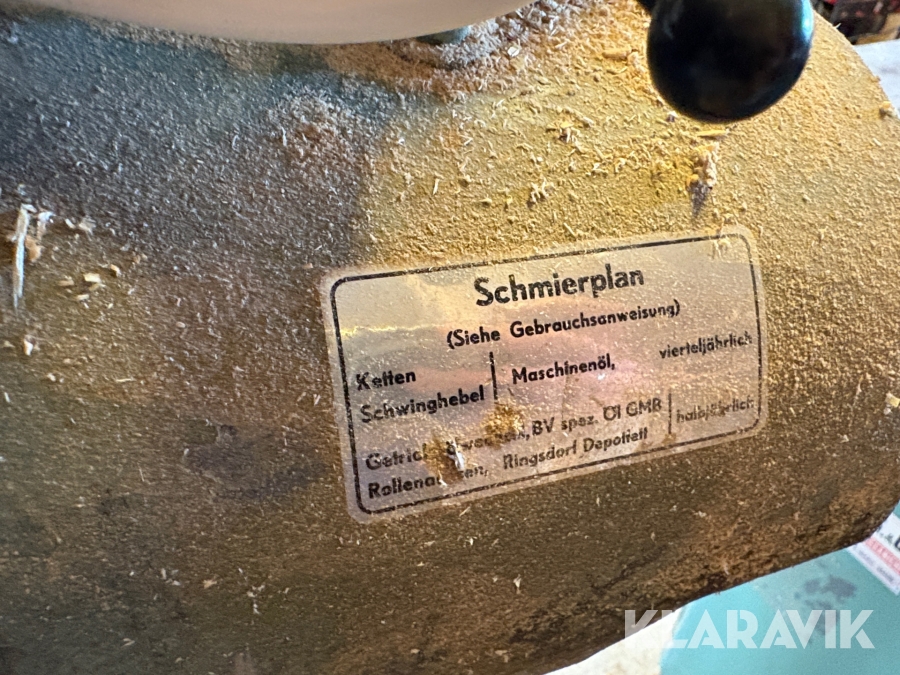 Schmierplan
(Siehe Gebrauchsanweisung)
Ketten
Schwinghebel
Maschinenöl,
vierteljährlich
BV spez. Öl GMB
Ringsdorf Depotfett
halbjährlich
KLARAVIK